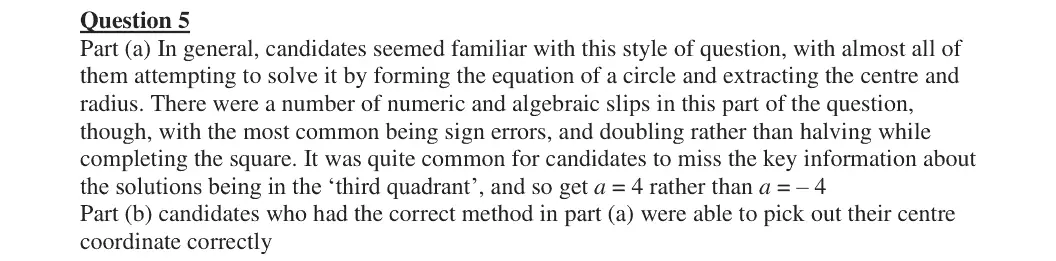 Question 5
Part (a) In general, candidates seemed familiar with this style of question, with almost all of
them attempting to solve it by forming the equation of a circle and extracting the centre and
radius. There were a number of numeric and algebraic slips in this part of the question,
though, with the most common being sign errors, and doubling rather than halving while
completing the square. It was quite common for candidates to miss the key information about
the solutions being in the ‘third quadrant’, and so get a = 4 rather than a = – 4
Part (b) candidates who had the correct method in part (a) were able to pick out their centre
coordinate correctly